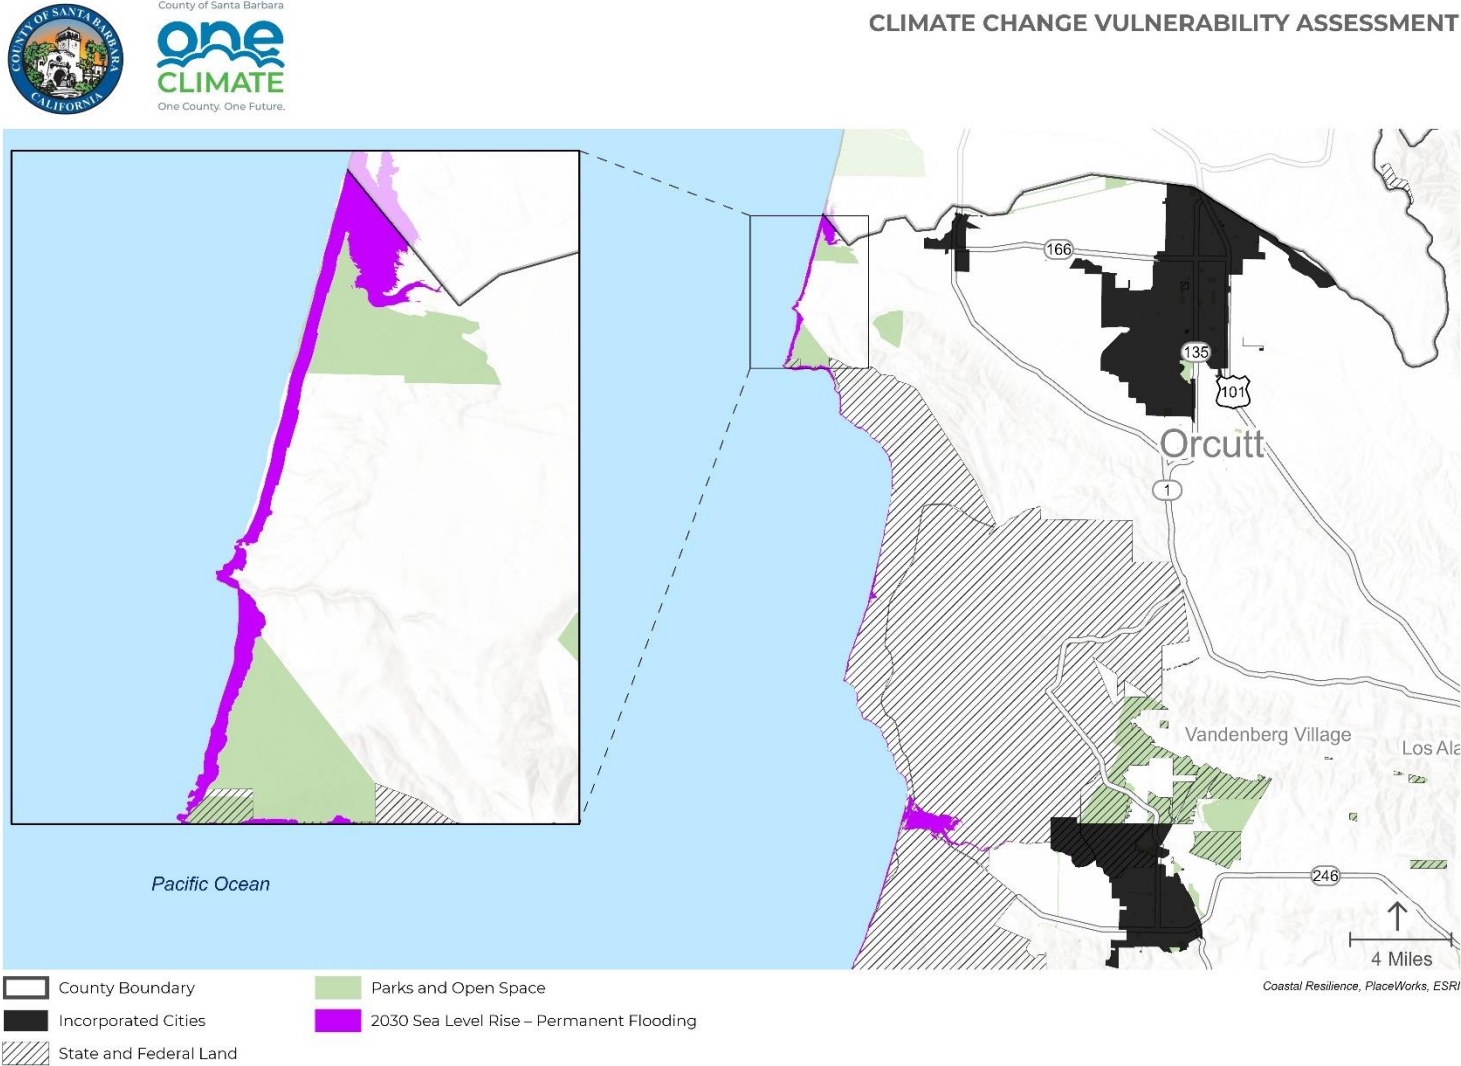 COUNTY OF SANTA BARBARA
CALIFORNIA
County of Santa Barbara
one
CLIMATE
One County. One Future.
CLIMATE CHANGE VULNERABILITY ASSESSMENT
166
135
101
Orcutt
1
Vandenberg Village
Los Ala
246
Pacific Ocean
4 Miles
Coastal Resilience, PlaceWorks, ESRI
County Boundary
Incorporated Cities
State and Federal Land
Parks and Open Space
2030 Sea Level Rise – Permanent Flooding